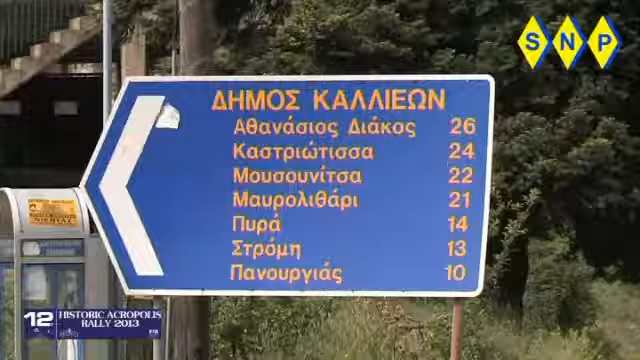 SNP
ΔΗΜΟΣ ΚΑΛΛΙΕΩΝ
Αθανάσιος Διάκος 26
Καστριώτισσα 24
Μουσουνίτσα 22
Μαυρολιθάρι 21
Πυρά 14
Στρόμη 13
Πανουργιάς 10
12 HISTORIC ACROPOLIS
RALLY 2013